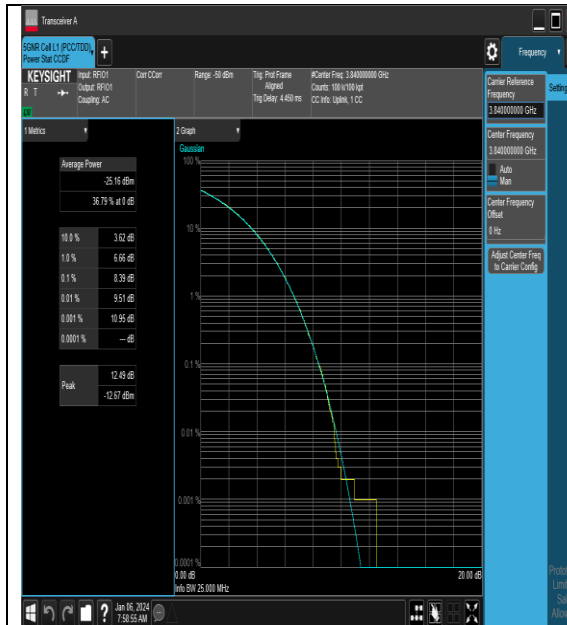 Transceiver A
5GNR Cell L1 (PCC/TDD),
Power Stat CCDF
Frequency
KEYSIGHT
R T
Input: RFIO1
Output: RFIO1
Coupling: AC
Corr CCorr
Range: -50 dBm
Trig: Prot Frame
Aligned
Trig Delay: 4.450 ms
#Center Freq: 3.840000000 GHz
Counts: 100 k/100 kpt
CC Info: Uplink, 1 CC
Carrier Reference
Frequency
3.840000000 GHz
Setting
Center Frequency
3.840000000 GHz
Auto
Man
Center Frequency
Offset
0 Hz
Adjust Center Freq
to Carrier Config
1 Metrics
Average Power
-25.16 dBm
36.79 % at 0 dB
10.0 % 3.62 dB
1.0 % 6.66 dB
0.1 % 8.39 dB
0.01 % 9.51 dB
0.001 % 10.95 dB
0.0001 % --- dB
Peak
12.49 dB
-12.67 dBm
2 Graph
Gaussian
100 %
10 %
1 %
0.1 %
0.01 %
0.001 %
0.0001 %
0.00 dB
20.00 dB
Info BW 25.000 MHz
Jan 06, 2024
7:50:55 AM